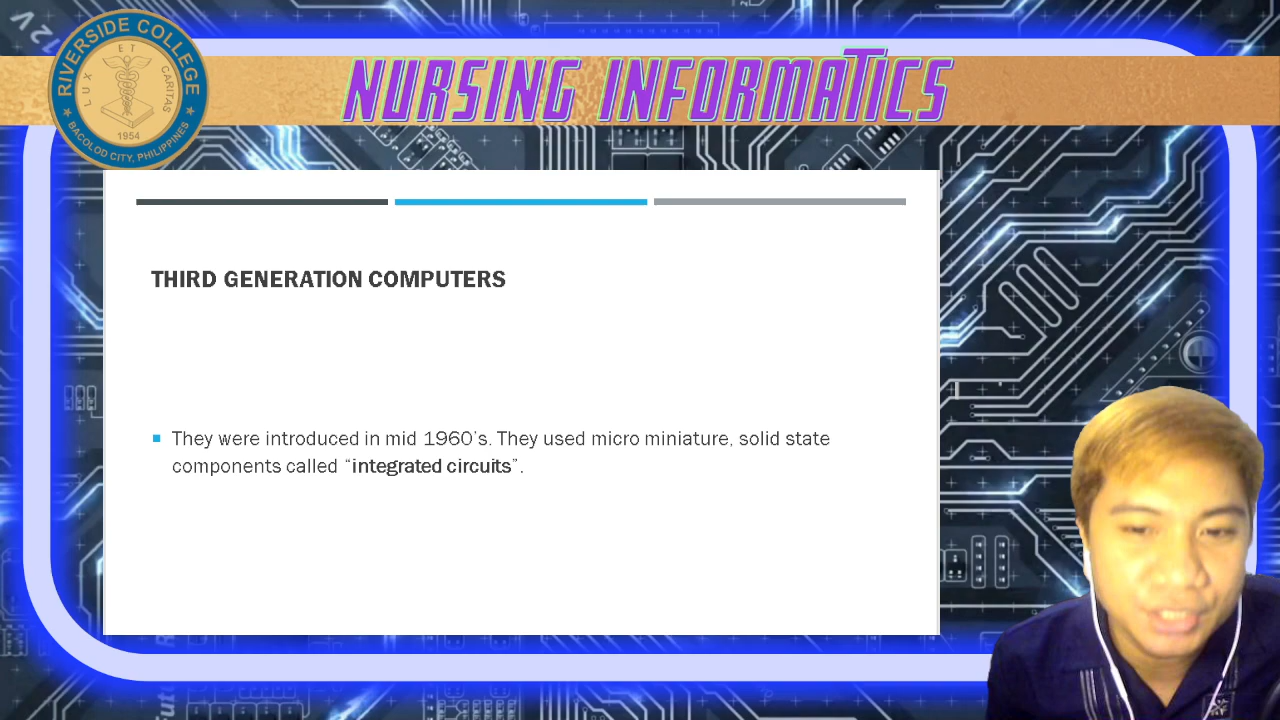 RIVERSIDE COLLEGE
ET
LUX
CARITAS
1954
BACOLOD CITY, PHILIPPINES
NURSING INFORMATICS
THIRD GENERATION COMPUTERS
They were introduced in mid 1960's. They used micro miniature, solid state
components called “integrated circuits”.
12V